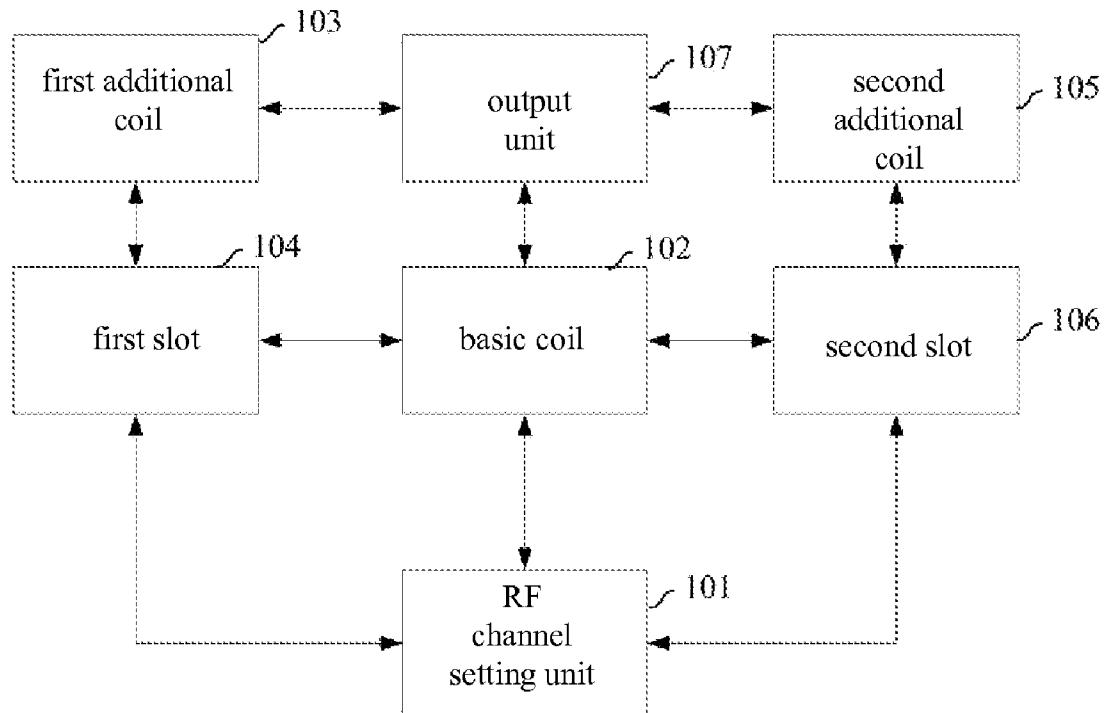 103
first additional
coil
107
output
unit
second
additional
coil
105
104
first slot
102
basic coil
second slot
106
RF
channel
setting unit
101